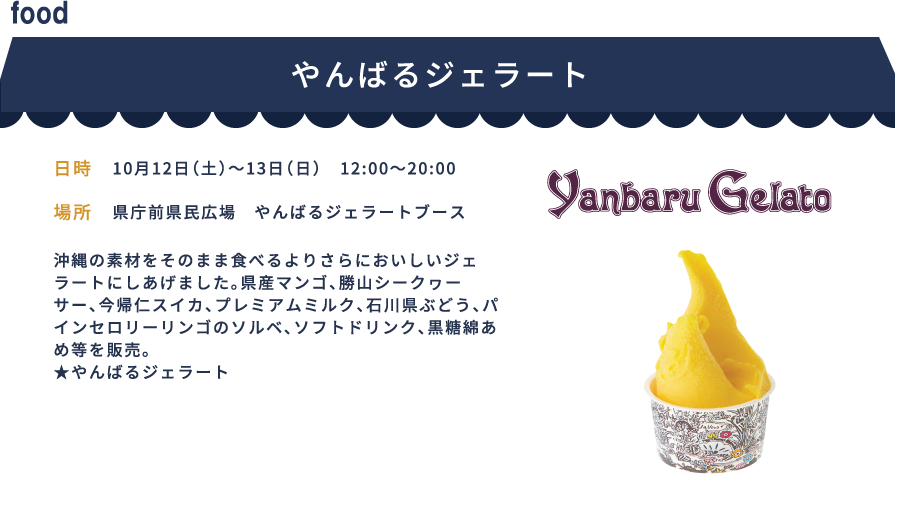 food
やんばるジェラート
日時 10月12日（土）〜13日（日） 12:00〜20:00
場所 県庁前県民広場 やんばるジェラートブース
Yanbaru Gelato
沖縄の素材をそのまま食べるよりさらにおいしいジェ
ラートにしあげました。県産マンゴ、勝山シークヮー
サー、今帰仁スイカ、プレミアムミルク、石川県ぶどう、パ
インセロリーリンゴのソルベ、ソフトドリンク、黒糖綿あ
め等を販売。
★やんばるジェラート